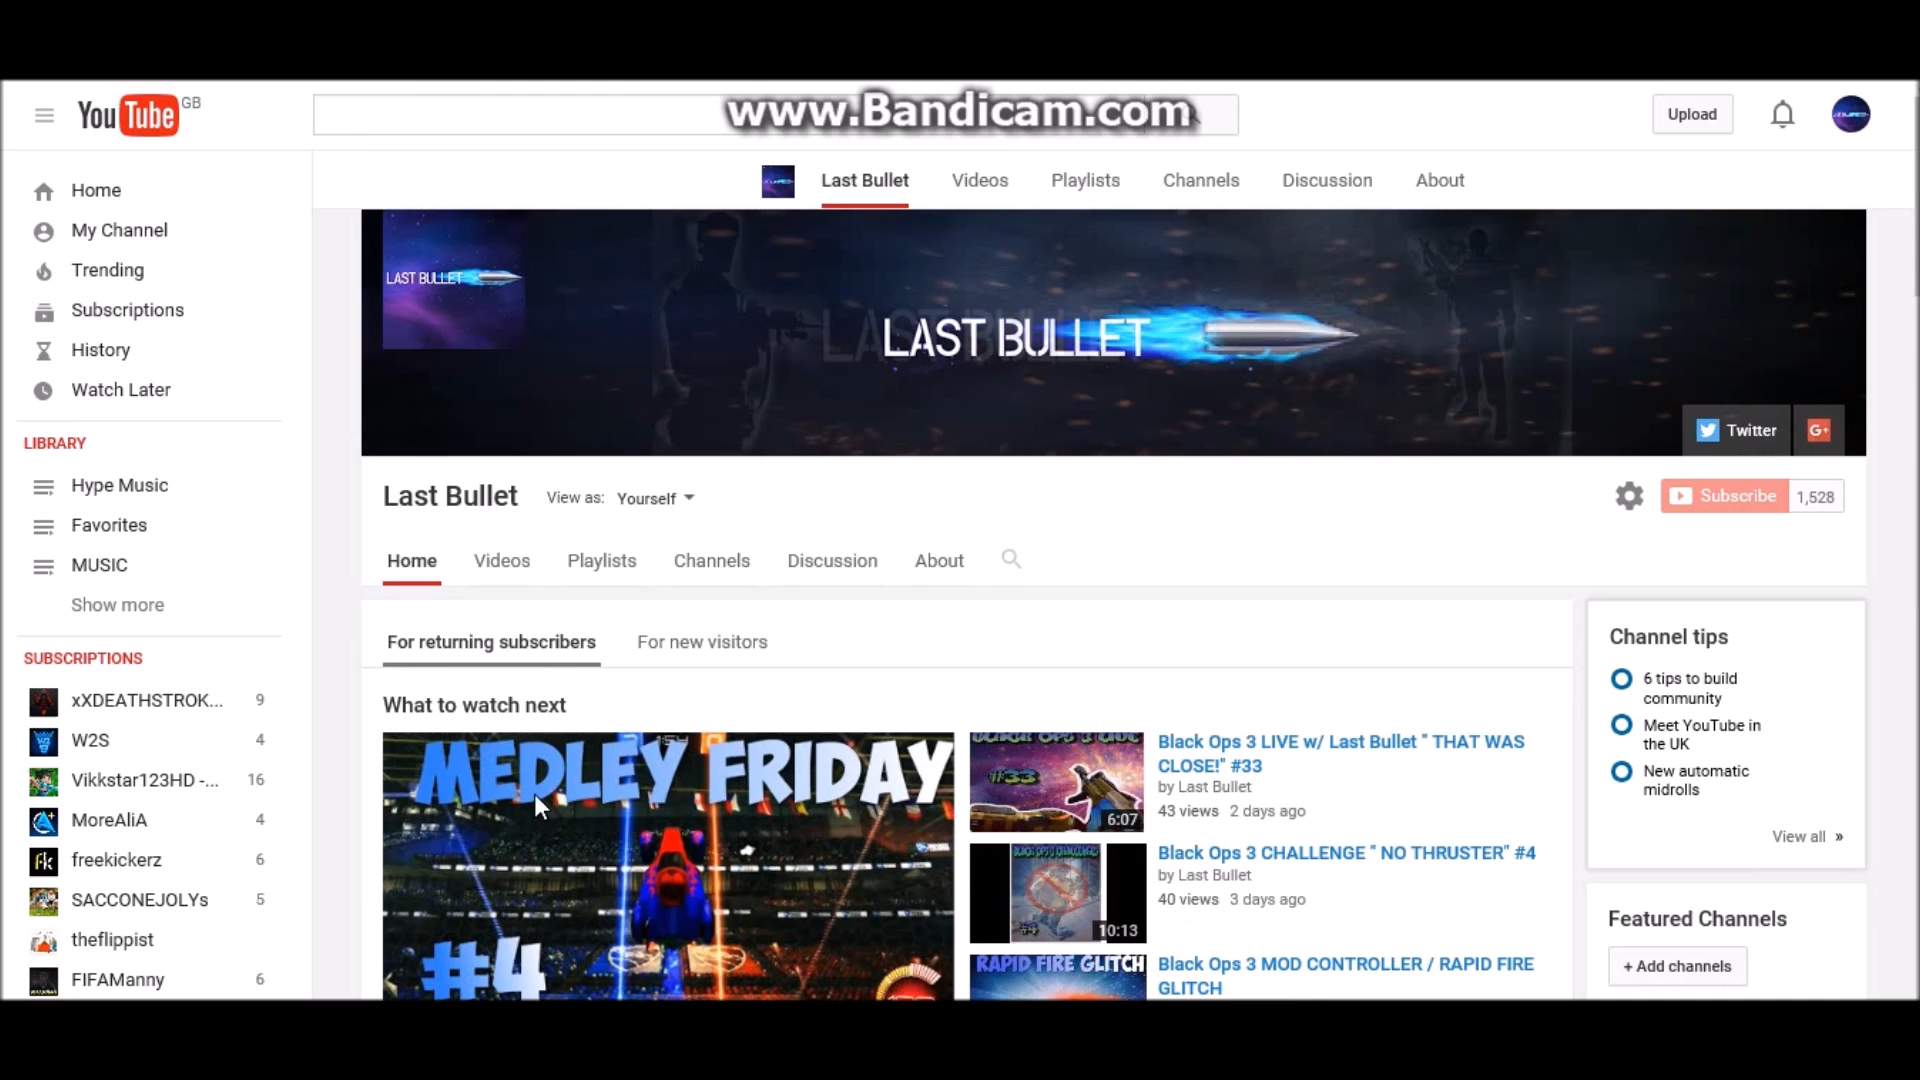 YouTube GB
www.Bandicam.com
Upload
Last Bullet Videos Playlists Channels Discussion About
Home
My Channel
Trending
Subscriptions
History
Watch Later
LIBRARY
Hype Music
Favorites
MUSIC
Show more
SUBSCRIPTIONS
xXDEATHSTROK... 9
W2S 4
Vikkstar123HD -... 16
MoreAliA 4
freekickerz 6
SACCONEJOLYs 5
theflippist
FIFAManny 6
LAST BULLET
LAST BULLET
Twitter G+
Last Bullet View as: Yourself
Subscribe 1,528
Home Videos Playlists Channels Discussion About
For returning subscribers For new visitors
What to watch next
MEDLEY FRIDAY
#4
#33
6:07
Black Ops 3 LIVE w/ Last Bullet " THAT WAS
CLOSE!" #33
by Last Bullet
43 views 2 days ago
BLACK OPS 3 CHALLENGES
#4
10:13
Black Ops 3 CHALLENGE " NO THRUSTER" #4
by Last Bullet
40 views 3 days ago
RAPID FIRE GLITCH
Black Ops 3 MOD CONTROLLER / RAPID FIRE
GLITCH
Channel tips
6 tips to build
community
Meet YouTube in
the UK
New automatic
midrolls
View all »
Featured Channels
+ Add channels